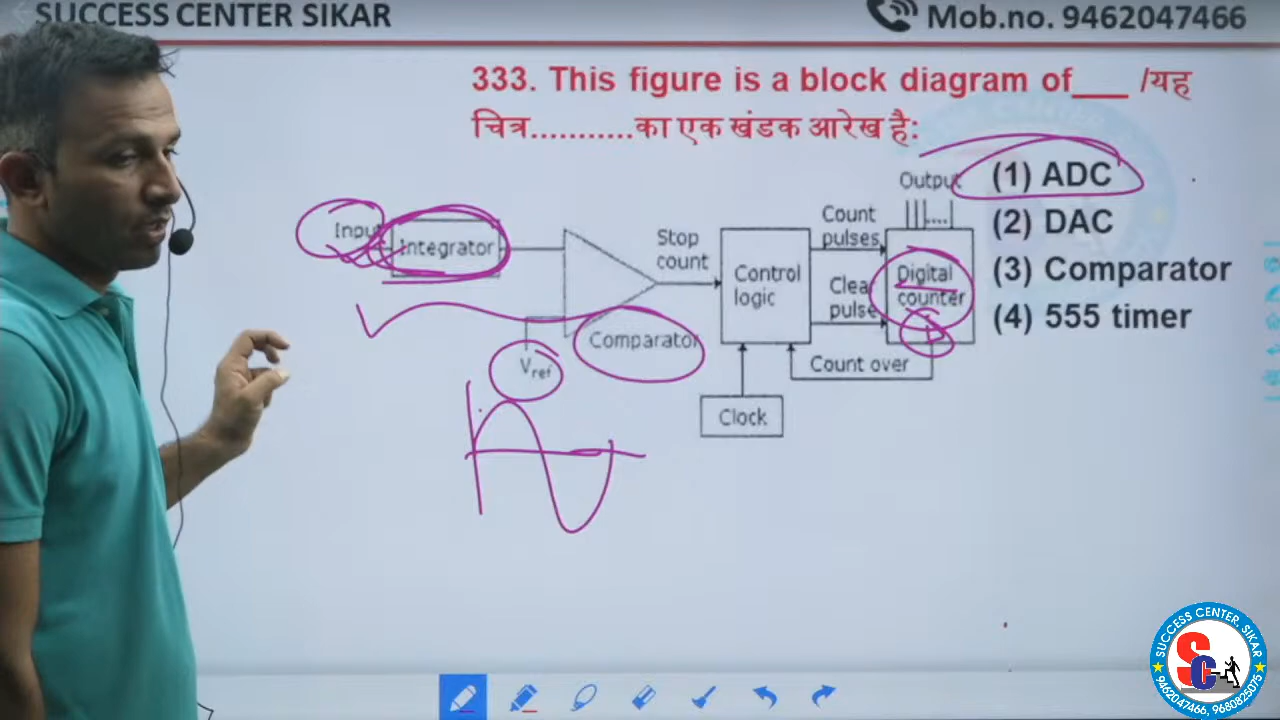 SUCCESS CENTER SIKAR
Mob.no. 9462047466
333. This figure is a block diagram of___ /यह
चित्र...........का एक खंडक आरेख है:
Output
(1) ADC
(2) DAC
(3) Comparator
(4) 555 timer
Input
Integrator
Stop
count
Control
logic
Count
pulses
Clea
pulse
Digital
counter
Comparator
Vref
Count over
Clock
SUCCESS CENTER, SIKAR
SC
9462047466, 9680825075